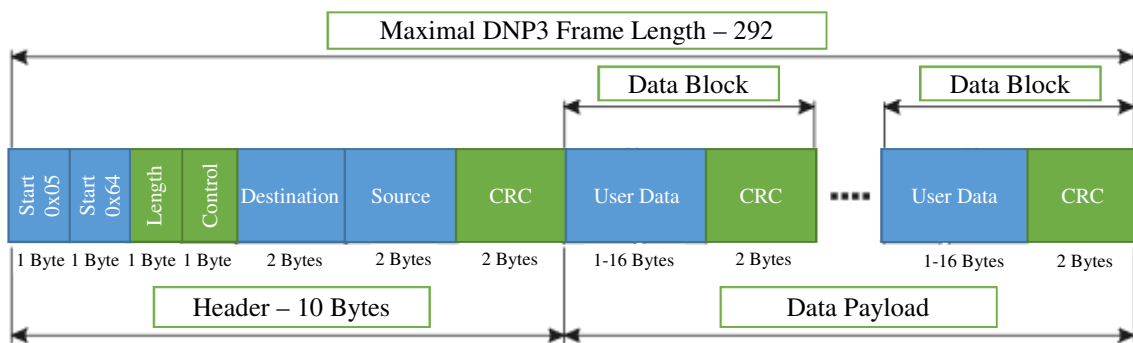 Maximal DNP3 Frame Length – 292
Data Block
Data Block
Start
0x05
Start
0x64
Length
Control
Destination
Source
CRC
User Data
CRC
User Data
CRC
1 Byte
1 Byte
1 Byte
1 Byte
2 Bytes
2 Bytes
2 Bytes
1-16 Bytes
2 Bytes
1-16 Bytes
2 Bytes
Header – 10 Bytes
Data Payload